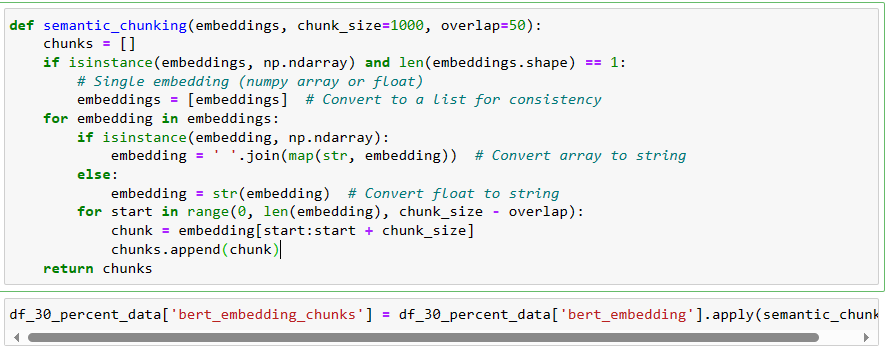 def semantic_chunking(embeddings, chunk_size=1000, overlap=50):
    chunks = []
    if isinstance(embeddings, np.ndarray) and len(embeddings.shape) == 1:
        # Single embedding (numpy array or float)
        embeddings = [embeddings]  # Convert to a list for consistency
    for embedding in embeddings:
        if isinstance(embedding, np.ndarray):
            embedding = ' '.join(map(str, embedding))  # Convert array to string
        else:
            embedding = str(embedding)  # Convert float to string
        for start in range(0, len(embedding), chunk_size - overlap):
            chunk = embedding[start:start + chunk_size]
            chunks.append(chunk)
    return chunks
df_30_percent_data['bert_embedding_chunks'] = df_30_percent_data['bert_embedding'].apply(semantic_chunk